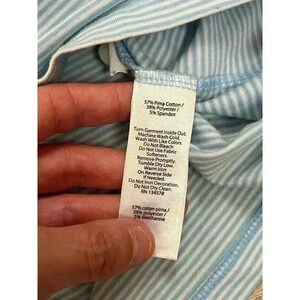 57% Pima Cotton /
38% Polyester /
5% Spandex
Turn Garment Inside Out.
Machine Wash Cold.
Wash With Like Colors.
Do Not Bleach
Do Not Use Fabric
Softeners.
Remove Promptly.
Tumble Dry Low.
Warm Iron
On Reverse Side
If Needed.
Do Not Iron Decoration.
Do Not Dry Clean.
RN 134578
57% coton pima /
38% polyester /
5% élasthanne